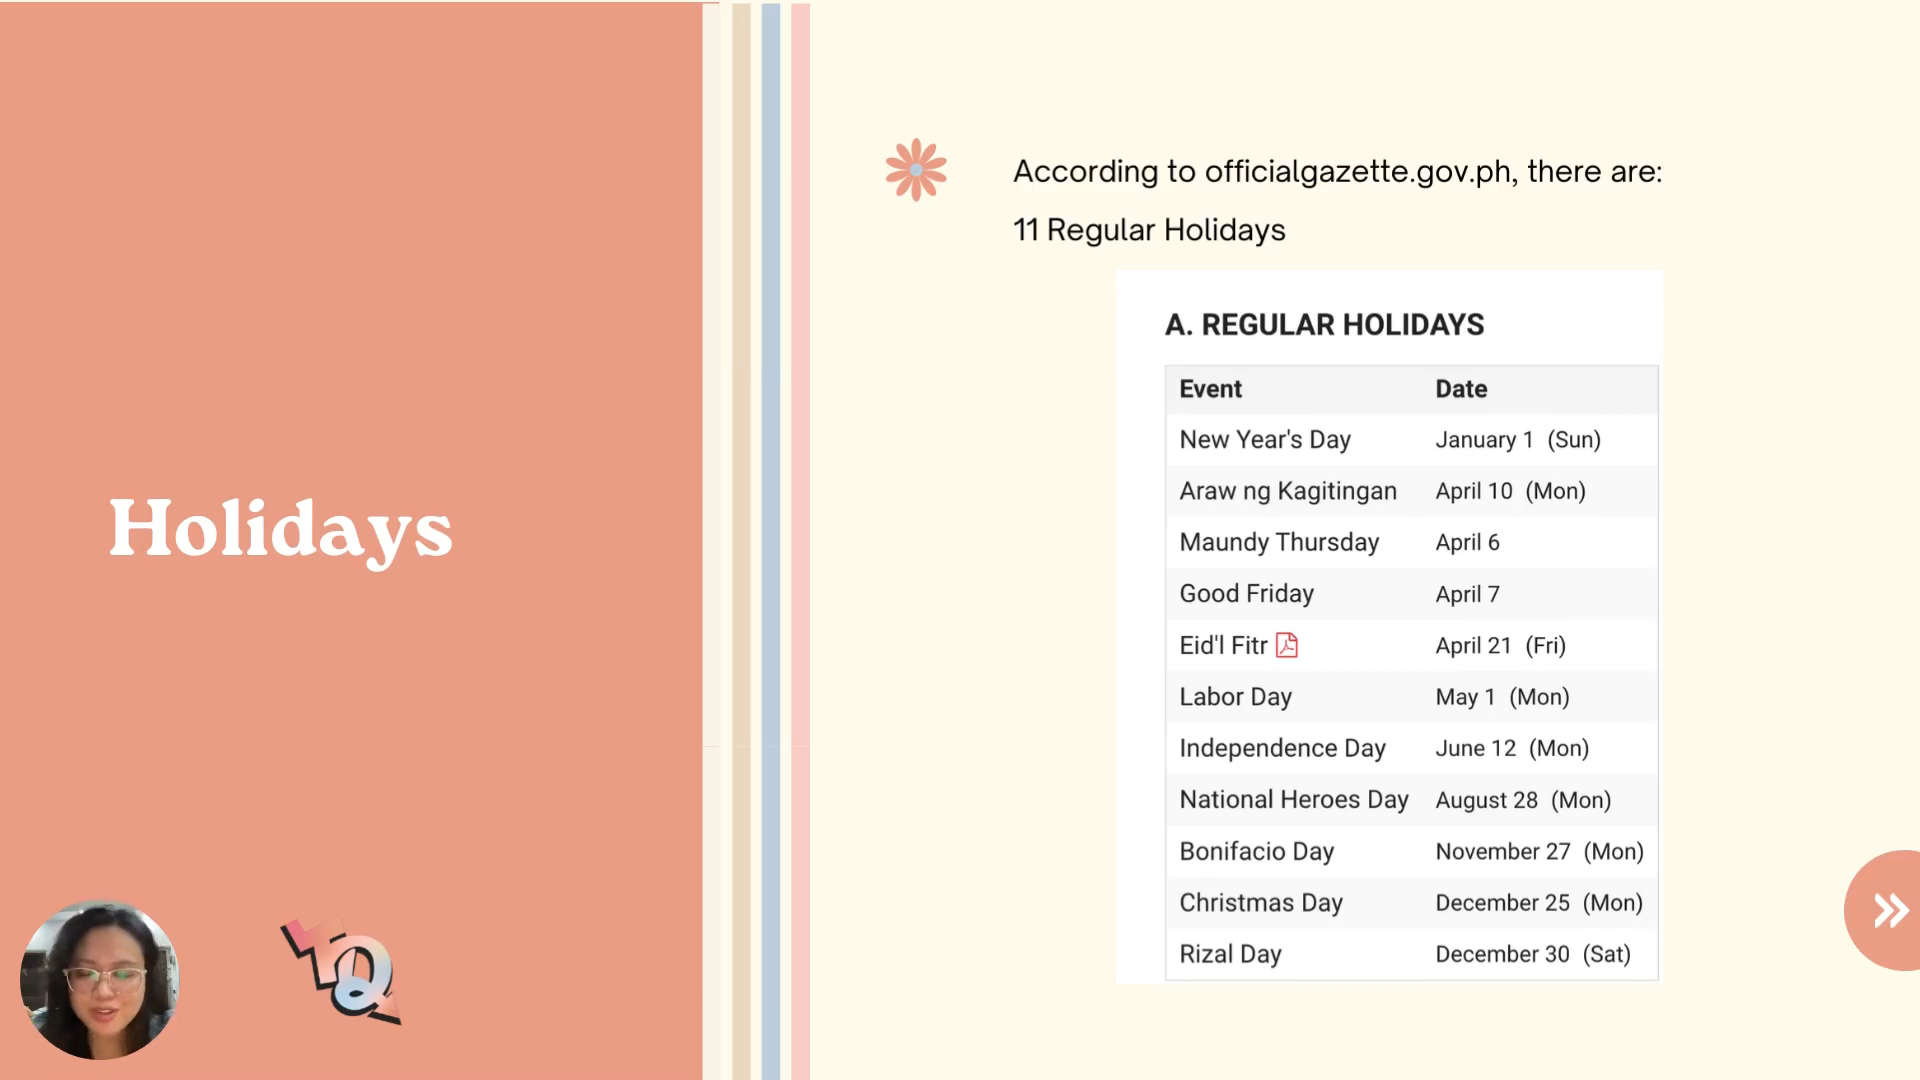 Holidays
According to officialgazette.gov.ph, there are:
11 Regular Holidays
A. REGULAR HOLIDAYS
Event Date
New Year's Day January 1 (Sun)
Araw ng Kagitingan April 10 (Mon)
Maundy Thursday April 6
Good Friday April 7
Eid'l Fitr April 21 (Fri)
Labor Day May 1 (Mon)
Independence Day June 12 (Mon)
National Heroes Day August 28 (Mon)
Bonifacio Day November 27 (Mon)
Christmas Day December 25 (Mon)
Rizal Day December 30 (Sat)